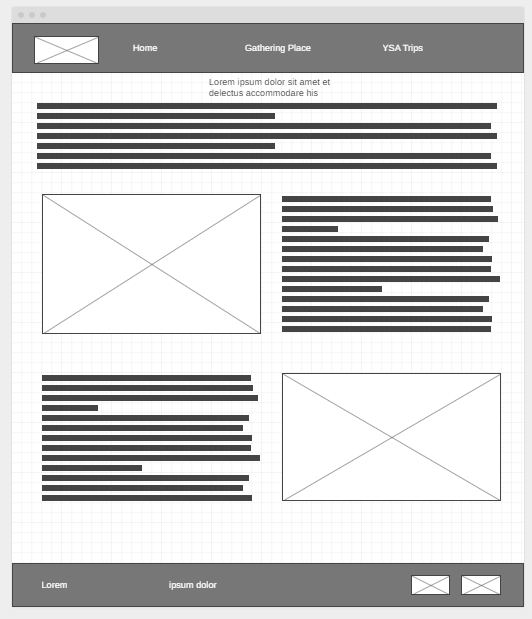 Home
Gathering Place
YSA Trips
Lorem ipsum dolor sit amet et
delectus accommodare his
Lorem
ipsum dolor